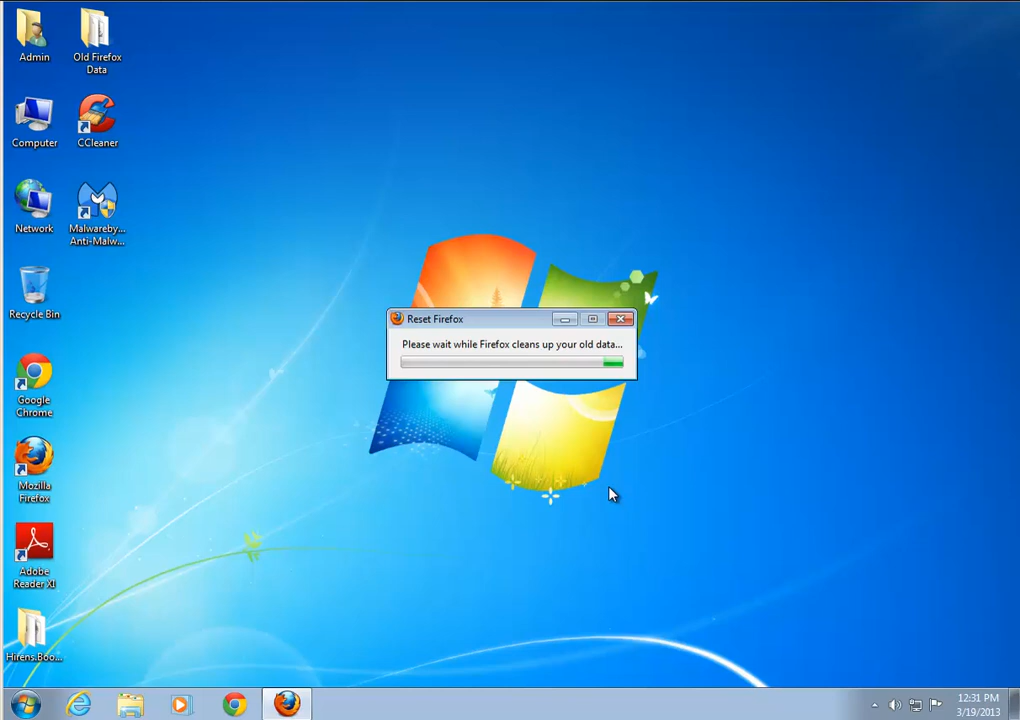 Admin
Old Firefox
Data
Computer
CCleaner
Network
Malwareby...
Anti-Malw...
Recycle Bin
Reset Firefox
Please wait while Firefox cleans up your old data...
Google
Chrome
Mozilla
Firefox
Adobe
Reader XI
Hirens.Boo...
12:31 PM
3/19/2013